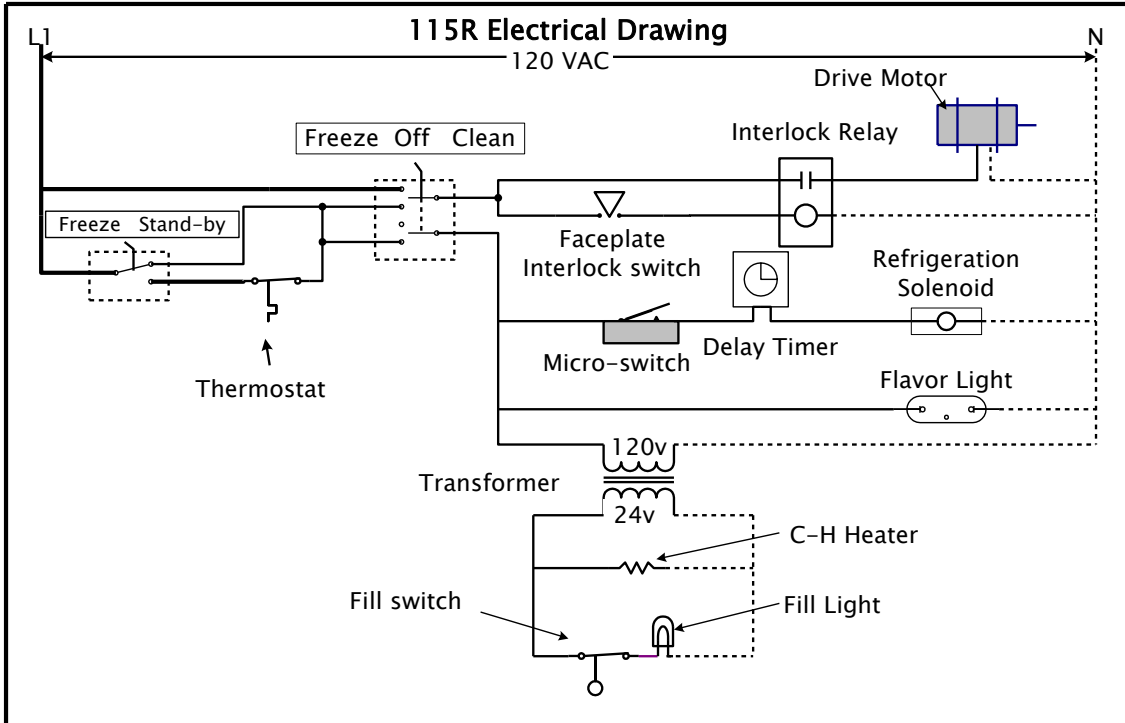 115R Electrical Drawing
L1
N
120 VAC
Drive Motor
Freeze Off Clean
Interlock Relay
Freeze Stand-by
Faceplate
Interlock switch
Refrigeration
Solenoid
Micro-switch
Delay Timer
Thermostat
Flavor Light
120v
Transformer
24v
C-H Heater
Fill switch
Fill Light